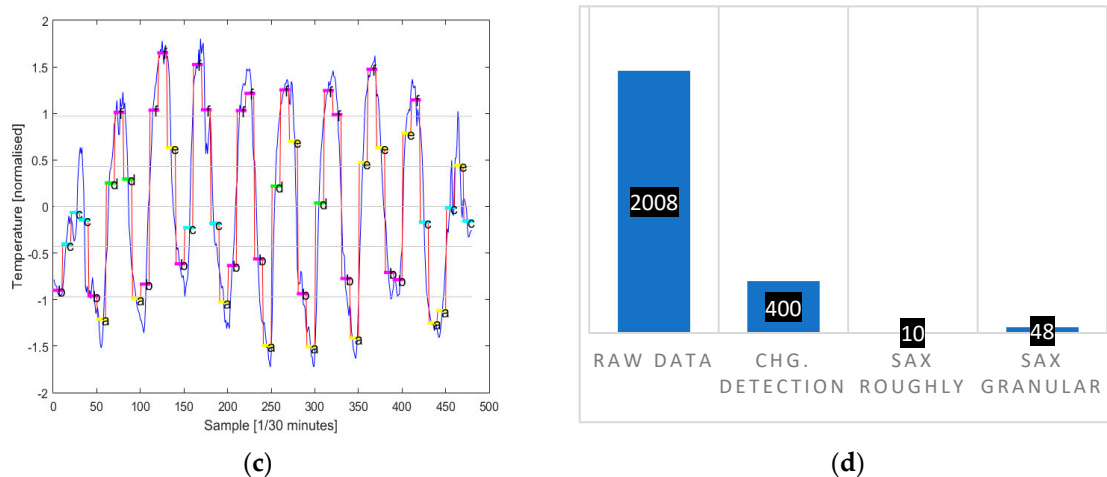 2
1.5
1
0.5
0
-0.5
-1
-1.5
-2
Temperature [normalised]
b c c c b a d f d a b f f e b c f f c a b f f b a d f e b a d f f b a e f e b b e f c a a c e c
0 50 100 150 200 250 300 350 400 450 500
Sample [1/30 minutes]
(c)
2008
400
10
48
RAW DATA
CHG. DETECTION
SAX ROUGHLY
SAX GRANULAR
(d)